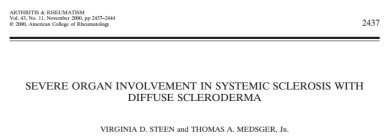 ARTHRITIS & RHEUMATISM
Vol. 43, No. 11, November 2000, pp 2437–2444
© 2000, American College of Rheumatology
2437
SEVERE ORGAN INVOLVEMENT IN SYSTEMIC SCLEROSIS WITH
DIFFUSE SCLERODERMA
VIRGINIA D. STEEN and THOMAS A. MEDSGER, Jr.